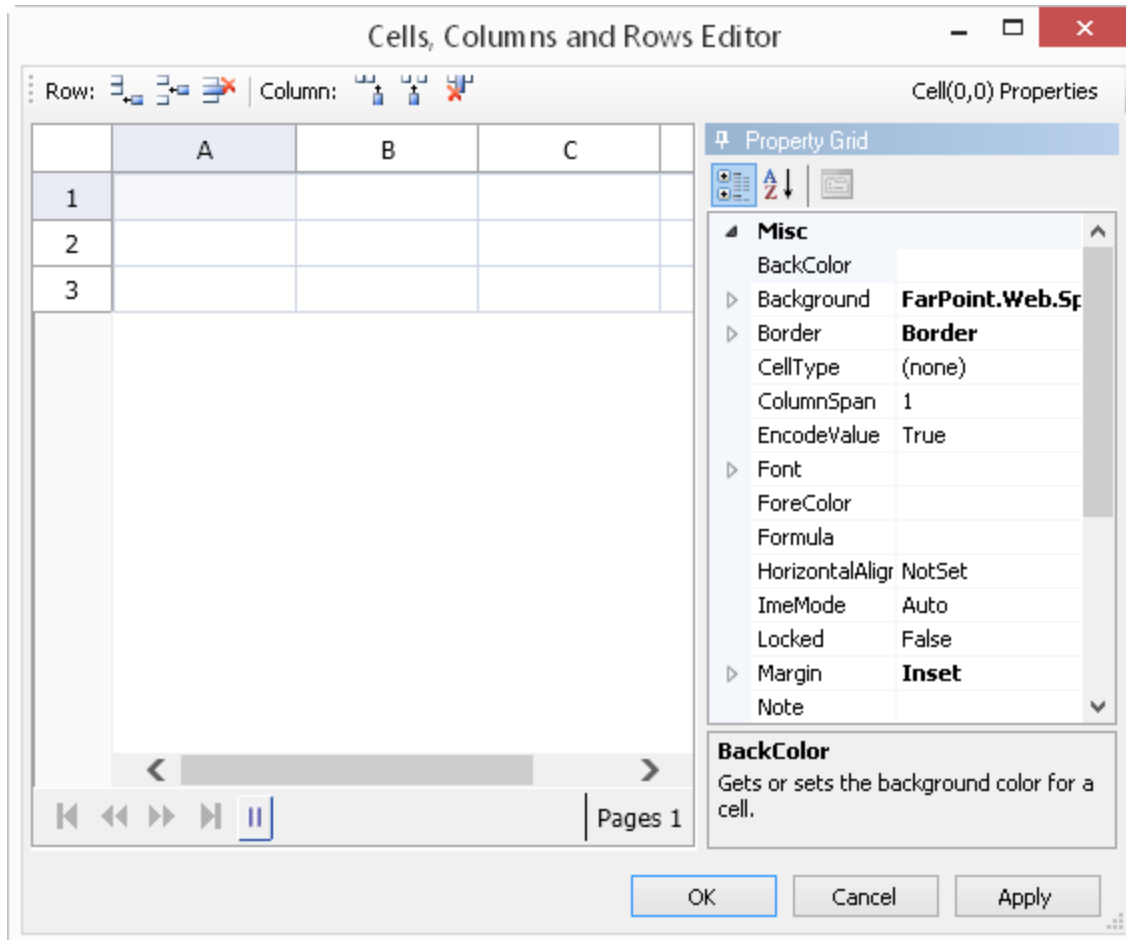 Cells, Columns and Rows Editor
Row: Column: Cell(0,0) Properties
A B C
1
2
3
Property Grid
Misc
BackColor
Background FarPoint.Web.Sp
Border Border
CellType (none)
ColumnSpan 1
EncodeValue True
Font
ForeColor
Formula
HorizontalAligr NotSet
ImeMode Auto
Locked False
Margin Inset
Note
BackColor
Gets or sets the background color for a
cell.
Pages 1
OK Cancel Apply